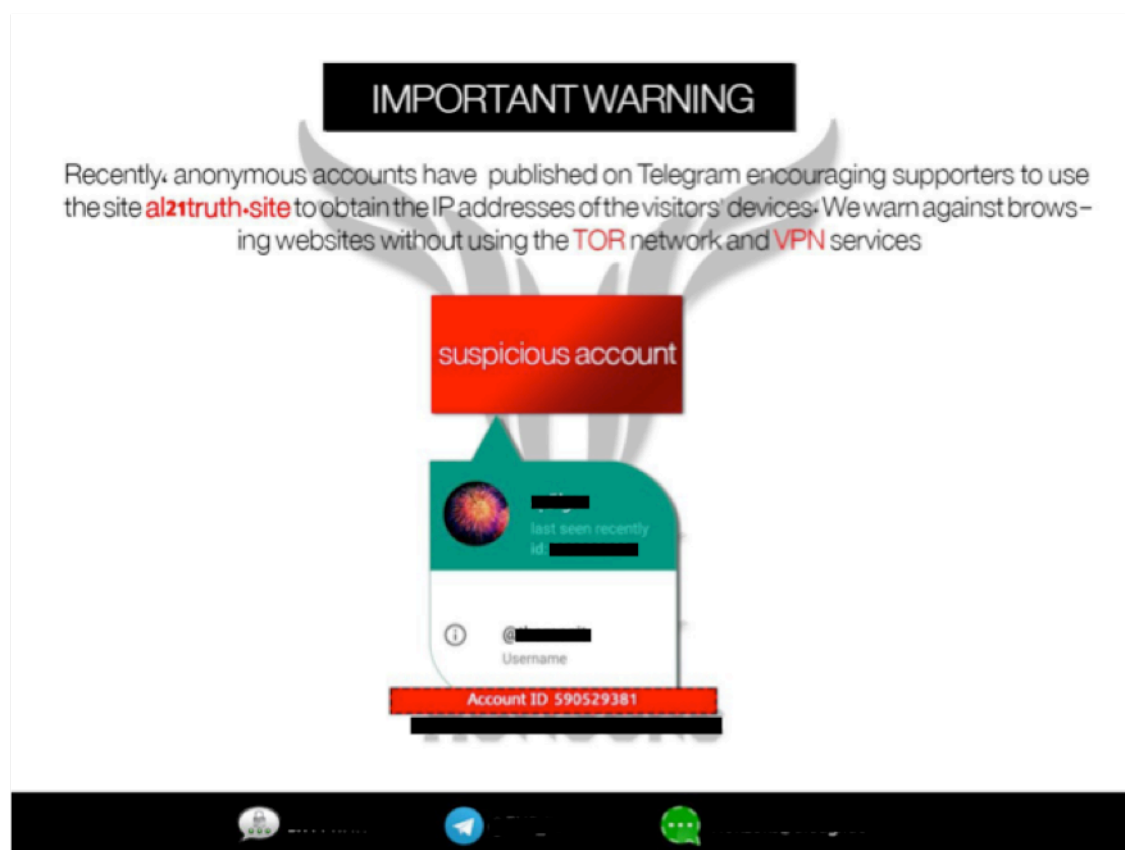 IMPORTANT WARNING
Recently، anonymous accounts have published on Telegram encouraging supporters to use
the site al21truth.site to obtain the IP addresses of the visitors' devices. We warn against brows-
ing websites without using the TOR network and VPN services
suspicious account
last seen recently
id:
@
Username
Account ID 590529381